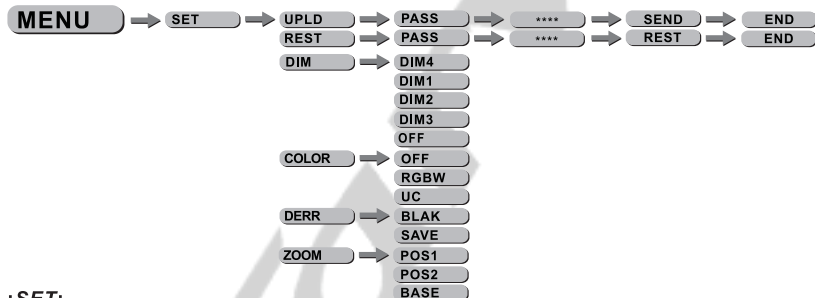 MENU SET UPLD PASS **** SEND END
REST PASS **** REST END
DIM DIM4
DIM1
DIM2
DIM3
OFF
COLOR OFF
RGBW
UC
DERR BLAK
SAVE
ZOOM POS1
POS2
BASE
:SET: